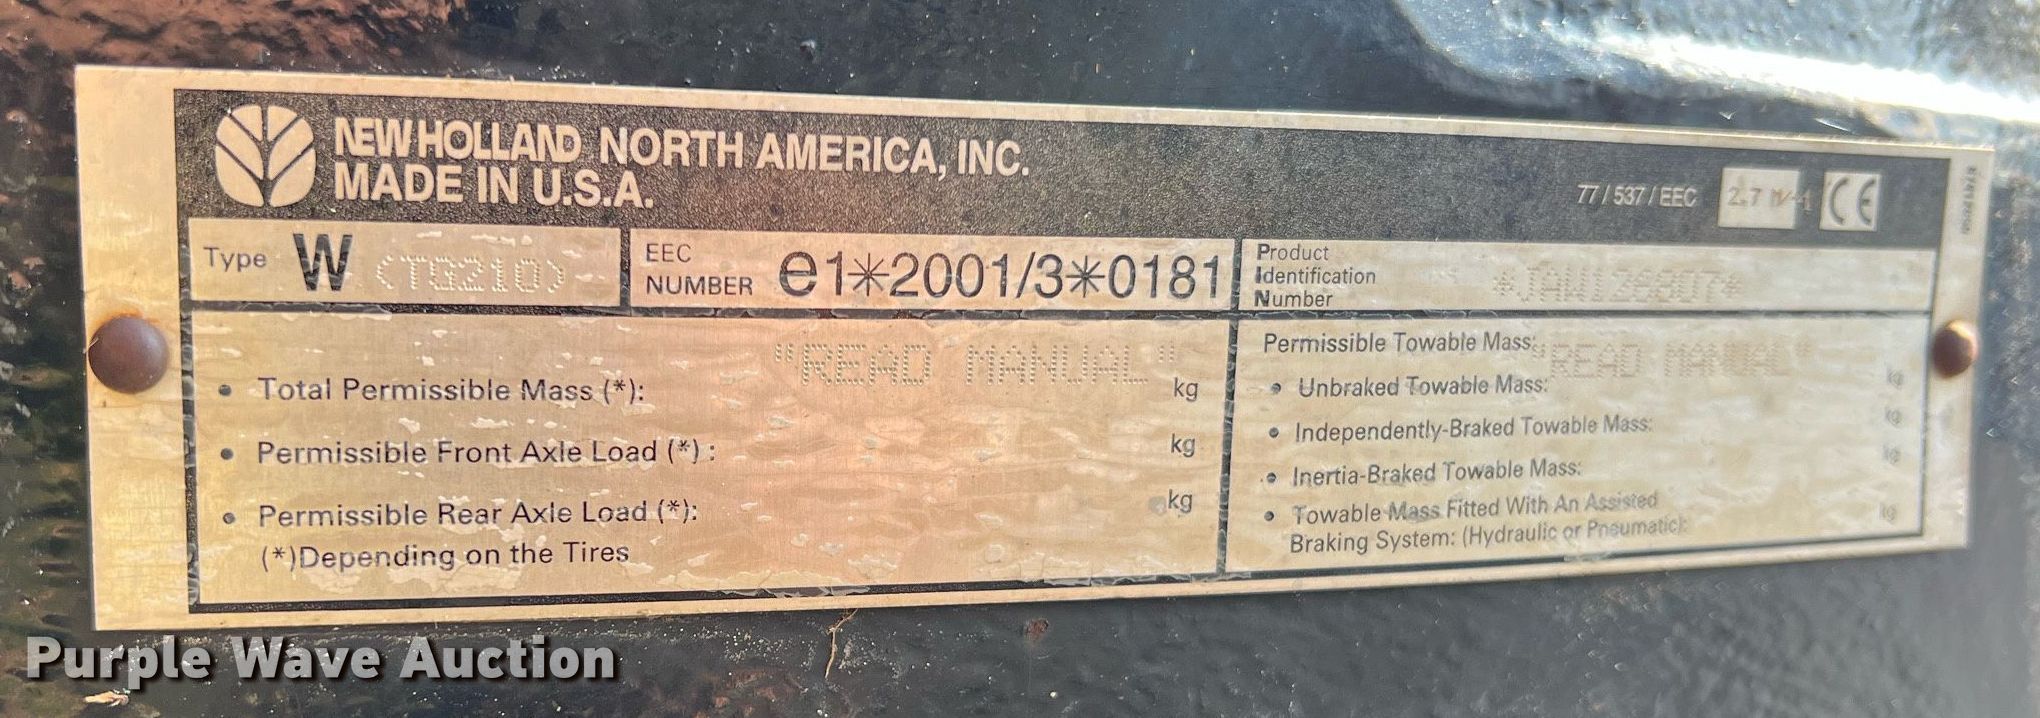 NEW HOLLAND NORTH AMERICA, INC.
MADE IN U.S.A.
77/537/EEC
CE
Type W (TG210)
EEC
NUMBER e1*2001/3*0181
Product
Identification
Number
"READ MANUAL"
• Total Permissible Mass (*): kg
• Permissible Front Axle Load (*) : kg
• Permissible Rear Axle Load (*): kg
(*)Depending on the Tires
Permissible Towable Mass: "READ MANUAL"
• Unbraked Towable Mass: kg
• Independently-Braked Towable Mass: kg
• Inertia-Braked Towable Mass: kg
• Towable Mass Fitted With An Assisted
Braking System: (Hydraulic or Pneumatic): kg
Purple Wave Auction